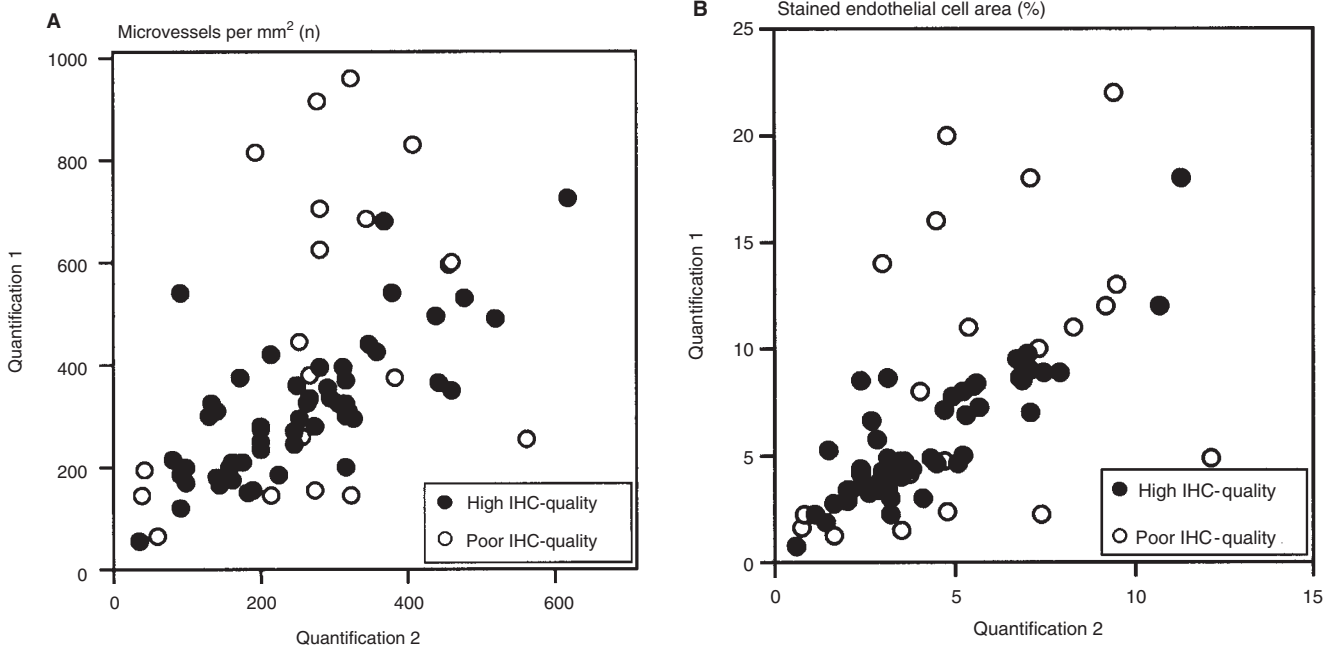 A
Microvessels per mm² (n)
1000
800
600
400
200
0
Quantification 1
0 200 400 600
Quantification 2
High IHC-quality
Poor IHC-quality
B
Stained endothelial cell area (%)
25
20
15
10
5
0
Quantification 1
0 5 10 15
Quantification 2
High IHC-quality
Poor IHC-quality